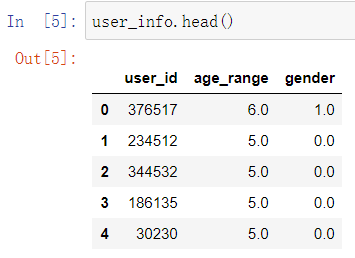 In [5]: user_info.head()
Out[5]:
user_id age_range gender
0 376517 6.0 1.0
1 234512 5.0 0.0
2 344532 5.0 0.0
3 186135 5.0 0.0
4 30230 5.0 0.0